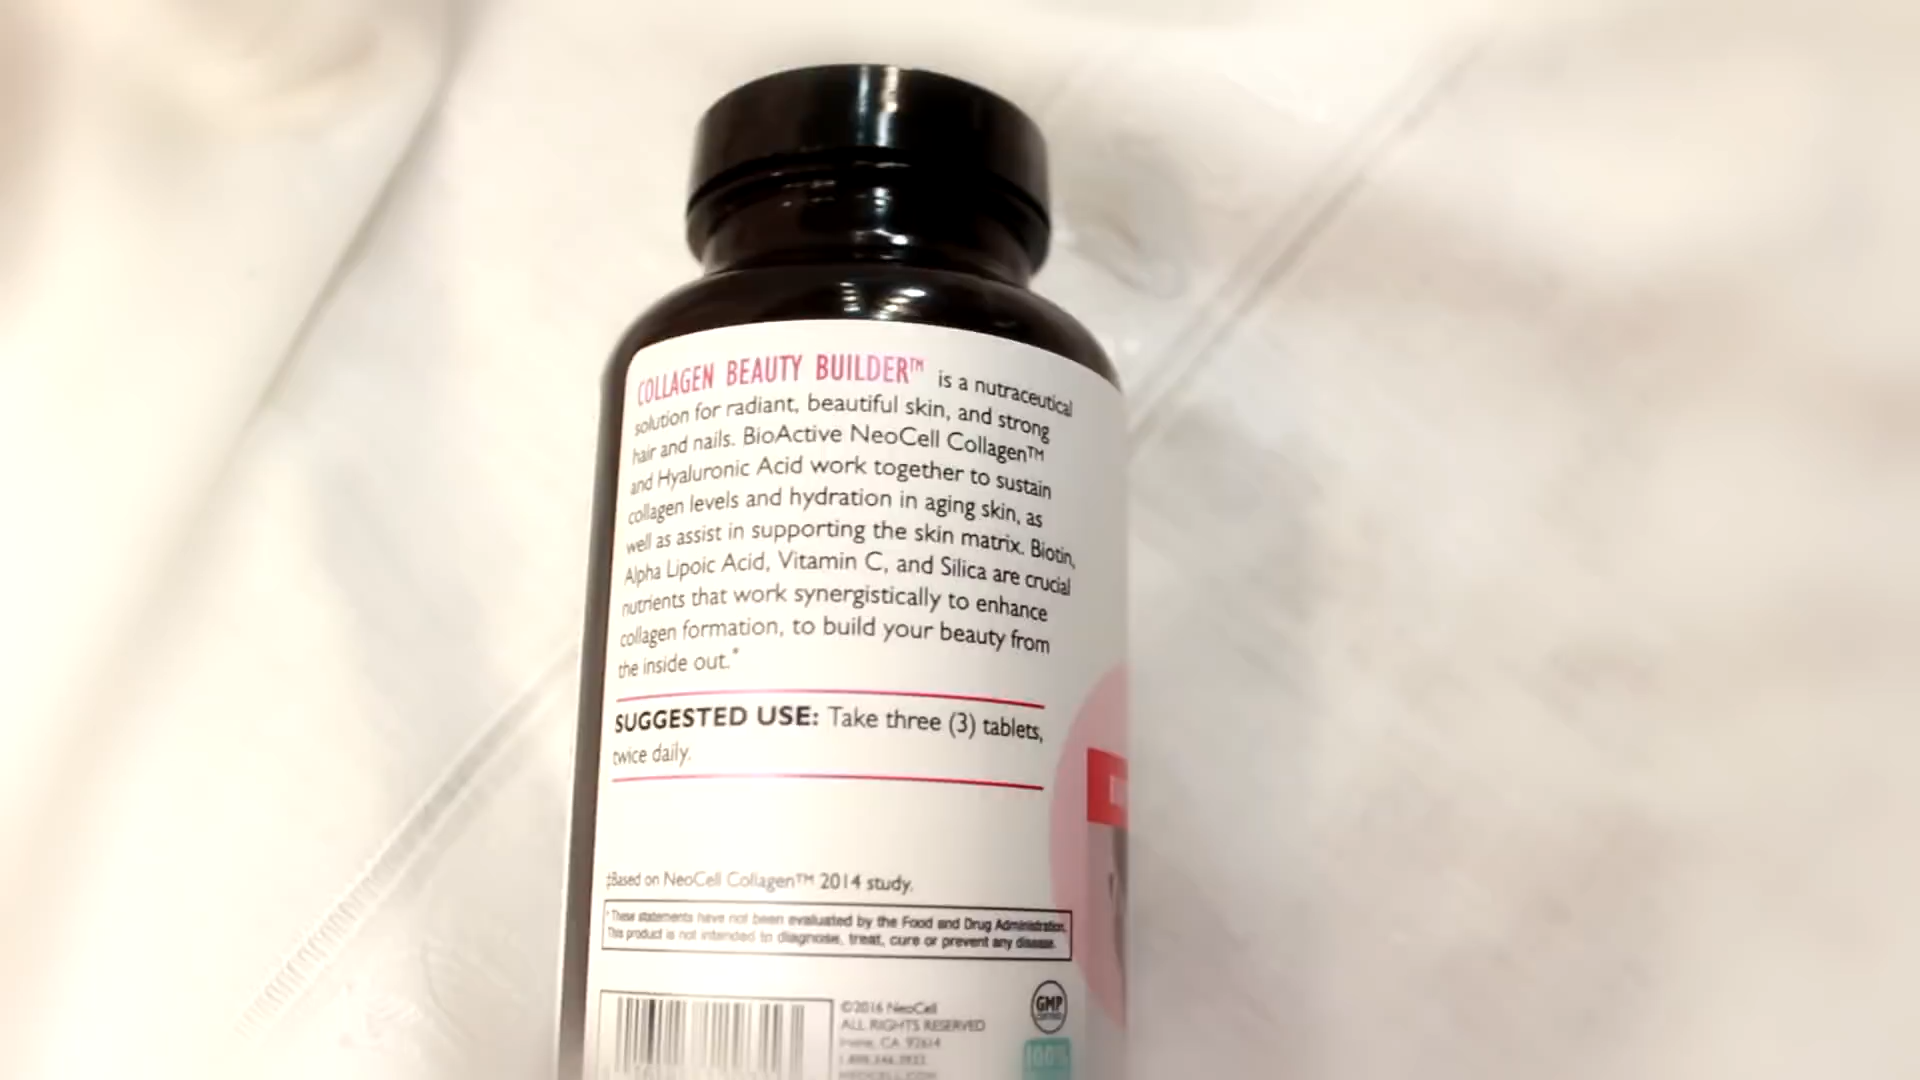 COLLAGEN BEAUTY BUILDER™ is a nutraceutical
solution for radiant, beautiful skin, and strong
hair and nails. BioActive NeoCell Collagen™
and Hyaluronic Acid work together to sustain
collagen levels and hydration in aging skin, as
well as assist in supporting the skin matrix. Biotin,
Alpha Lipoic Acid, Vitamin C, and Silica are crucial
nutrients that work synergistically to enhance
collagen formation, to build your beauty from
the inside out.*
SUGGESTED USE: Take three (3) tablets,
twice daily.
‡Based on NeoCell Collagen™ 2014 study.
*These statements have not been evaluated by the Food and Drug Administration.
This product is not intended to diagnose, treat, cure or prevent any disease.
©2016 NeoCell
ALL RIGHTS RESERVED
Irvine, CA 92614
GMP
100%